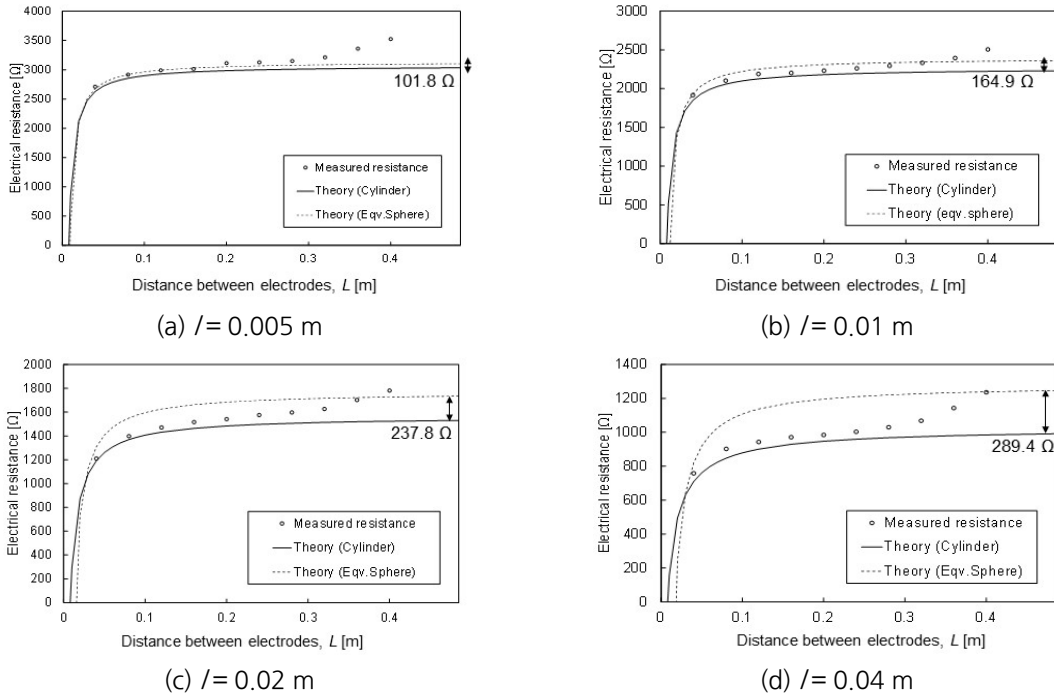 4000
3500
3000
2500
2000
1500
1000
500
0
Electrical resistance [Ω]
101.8 Ω
Measured resistance
Theory (Cylinder)
Theory (Eqv.Sphere)
0
0.1
0.2
0.3
0.4
Distance between electrodes, L [m]
(a) l= 0.005 m
3000
2500
2000
1500
1000
500
0
Electrical resistance [Ω]
164.9 Ω
Measured resistance
Theory (Cylinder)
Theory (eqv.sphere)
0
0.1
0.2
0.3
0.4
Distance between electrodes, L [m]
(b) l= 0.01 m
2000
1800
1600
1400
1200
1000
800
600
400
200
0
Electrical resistance [Ω]
237.8 Ω
Measured resistance
Theory (Cylinder)
Theory (Eqv.Sphere)
0
0.1
0.2
0.3
0.4
Distance between electrodes, L [m]
(c) l= 0.02 m
1400
1200
1000
800
600
400
200
0
Electrical resistance [Ω]
289.4 Ω
Measured resistance
Theory (Cylinder)
Theory (Eqv.Sphere)
0
0.1
0.2
0.3
0.4
Distance between electrodes, L [m]
(d) l= 0.04 m